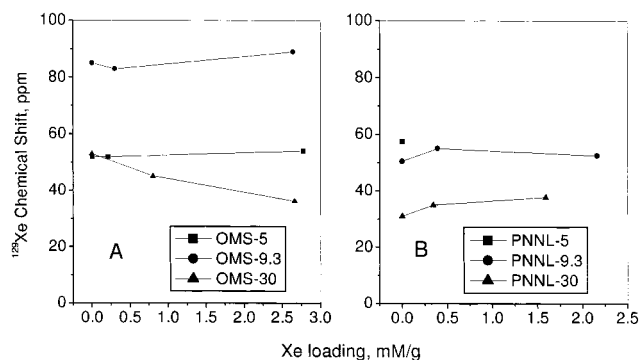 100
80
60
40
20
0
¹²⁹Xe Chemical Shift, ppm
A
OMS-5
OMS-9.3
OMS-30
0.0 0.5 1.0 1.5 2.0 2.5 3.0
100
80
60
40
20
0
B
PNNL-5
PNNL-9.3
PNNL-30
0.0 0.5 1.0 1.5 2.0 2.5
Xe loading, mM/g